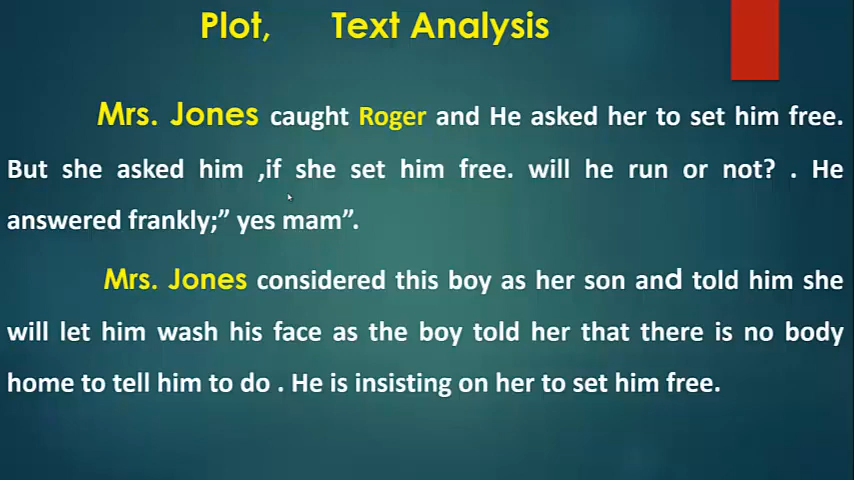 Plot, Text Analysis
Mrs. Jones caught Roger and He asked her to set him free.
But she asked him ,if she set him free. will he run or not? . He
answered frankly;” yes mam”.
Mrs. Jones considered this boy as her son and told him she
will let him wash his face as the boy told her that there is no body
home to tell him to do . He is insisting on her to set him free.